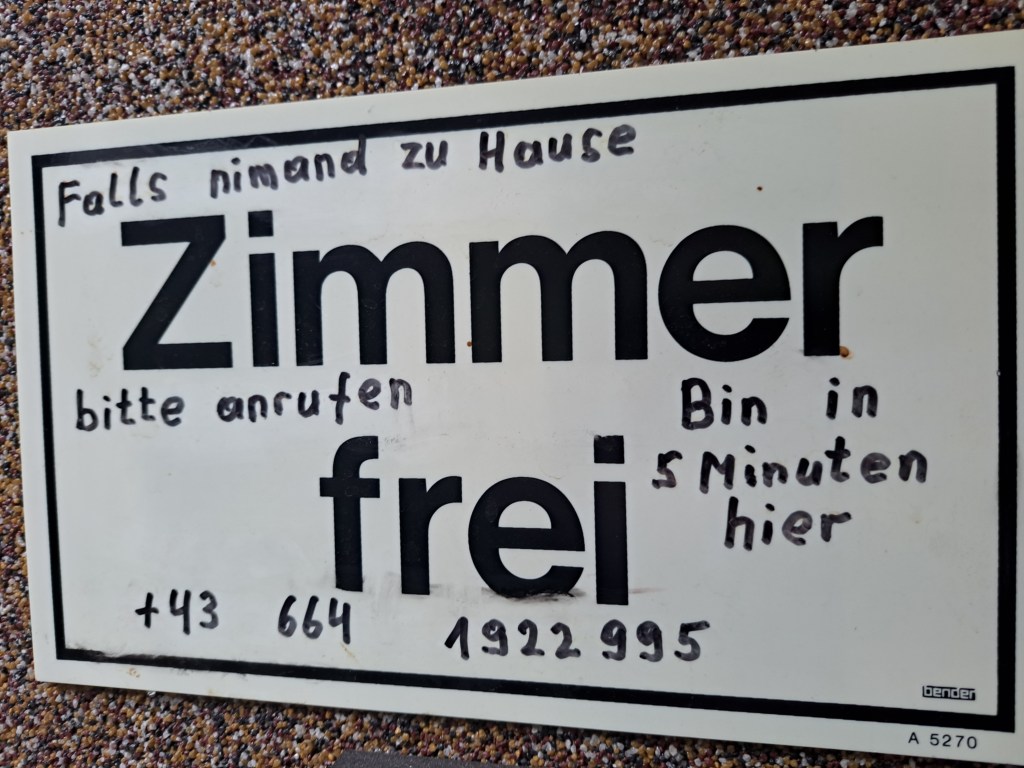 Falls nimand zu Hause
Zimmer
bitte anrufen
frei
Bin in
5 Minuten
hier
+43 664 1922995
bender
A 5270